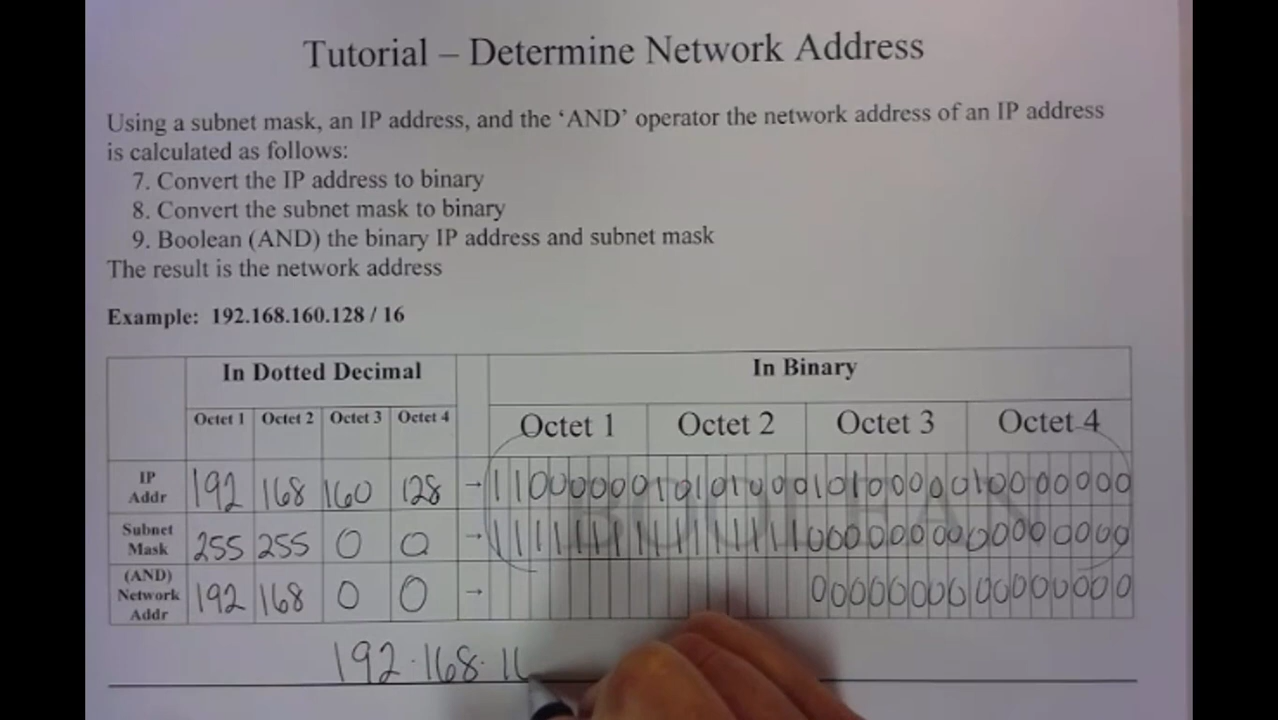 Tutorial – Determine Network Address
Using a subnet mask, an IP address, and the ‘AND’ operator the network address of an IP address
is calculated as follows:
7. Convert the IP address to binary
8. Convert the subnet mask to binary
9. Boolean (AND) the binary IP address and subnet mask
The result is the network address
Example: 192.168.160.128 / 16
In Dotted Decimal In Binary
Octet 1 Octet 2 Octet 3 Octet 4 Octet 1 Octet 2 Octet 3 Octet 4
IP Addr 192 168 160 128 → 11000000 10101000 10100000 10000000
BOOLEAN
Subnet Mask 255 255 0 0 → 11111111 11111111 00000000 00000000
(AND) Network Addr 192 168 0 0 → 00000000 00000000
192.168.1